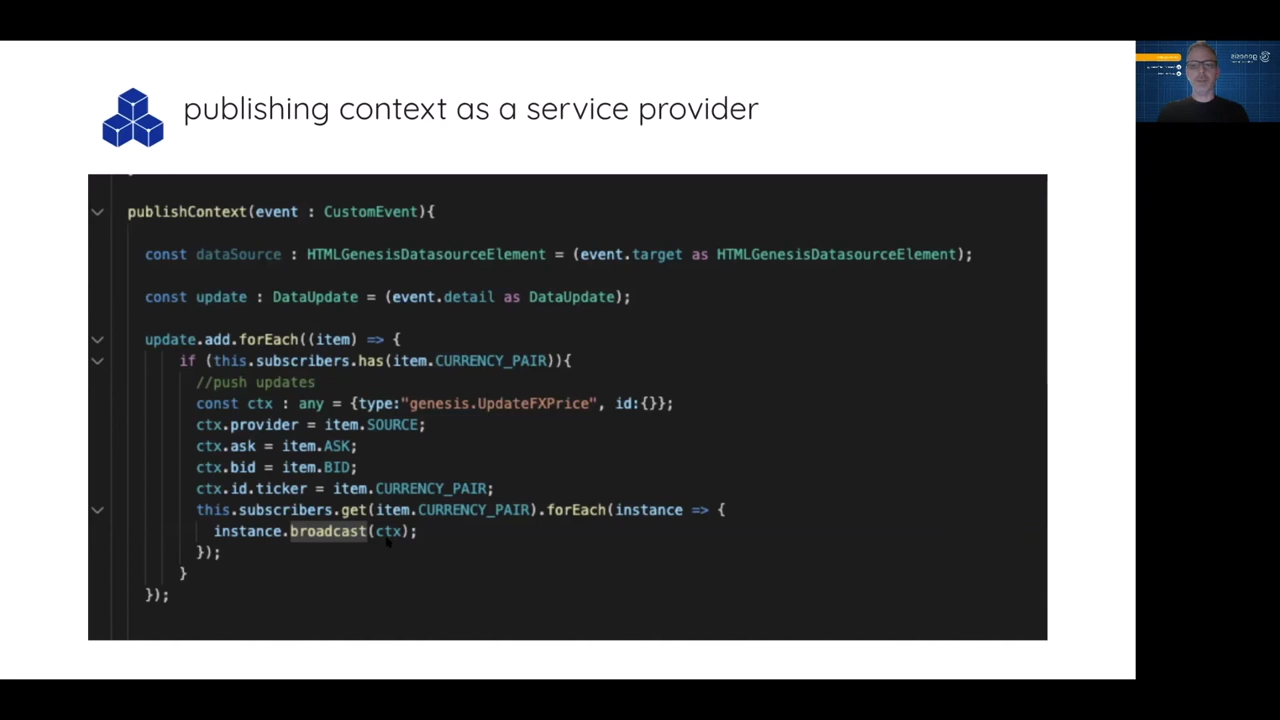 publishing context as a service provider
publishContext(event : CustomEvent){
const dataSource : HTMLGenesisDatasourceElement = (event.target as HTMLGenesisDatasourceElement);
const update : DataUpdate = (event.detail as DataUpdate);
update.add.forEach((item) => {
if (this.subscribers.has(item.CURRENCY_PAIR)){
//push updates
const ctx : any = {type:"genesis.UpdateFXPrice", id:{}};
ctx.provider = item.SOURCE;
ctx.ask = item.ASK;
ctx.bid = item.BID;
ctx.id.ticker = item.CURRENCY_PAIR;
this.subscribers.get(item.CURRENCY_PAIR).forEach(instance => {
instance.broadcast(ctx);
});
}
});
genesis